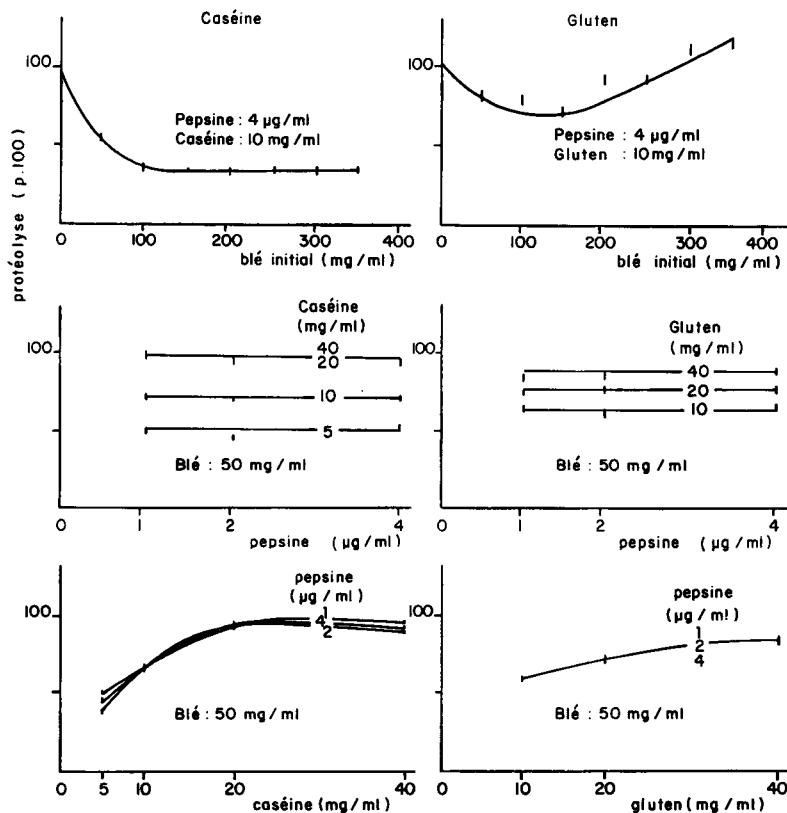 Caséine
100
Pepsine : 4 µg/ml
Caséine : 10 mg/ml
0 100 200 300 400
blé initial (mg/ml)
Gluten
100
Pepsine : 4 µg/ml
Gluten : 10 mg/ml
0 100 200 300 400
blé initial (mg/ml)
protéolyse (p.100)
Caséine
(mg/ml)
100
40
20
10
5
Blé : 50 mg/ml
0 1 2 4
pepsine (µg/ml)
Gluten
(mg/ml)
100
40
20
10
Blé : 50 mg/ml
0 1 2 4
pepsine (µg/ml)
pepsine
(µg/ml)
100
1
4
2
Blé : 50 mg/ml
0 5 10 20 40
caséine (mg/ml)
pepsine
(µg/ml)
100
1
2
4
Blé : 50 mg/ml
0 10 20 40
gluten (mg/ml)